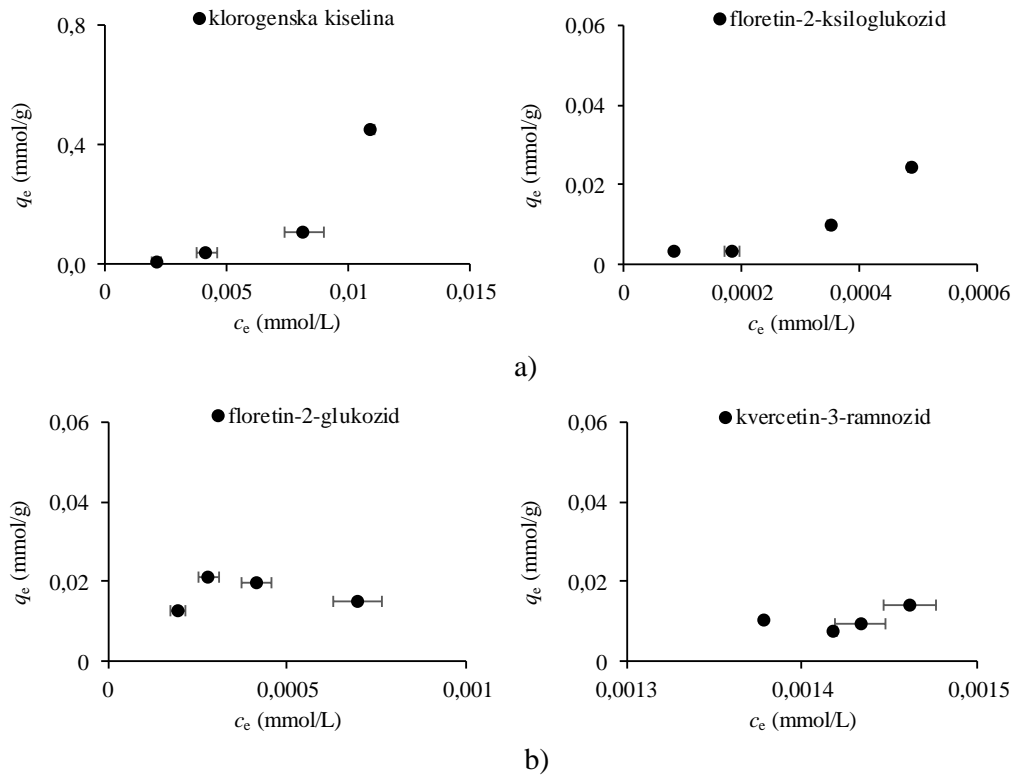 klorogenska kiselina
0,8
0,4
0,0
qe (mmol/g)
0 0,005 0,01 0,015
ce (mmol/L)
floretin-2-ksiloglukozid
0,06
0,04
0,02
0
qe (mmol/g)
0 0,0002 0,0004 0,0006
ce (mmol/L)
a)
floretin-2-glukozid
0,06
0,04
0,02
0
qe (mmol/g)
0 0,0005 0,001
ce (mmol/L)
kvercetin-3-ramnozid
0,06
0,04
0,02
0
qe (mmol/g)
0,0013 0,0014 0,0015
ce (mmol/L)
b)